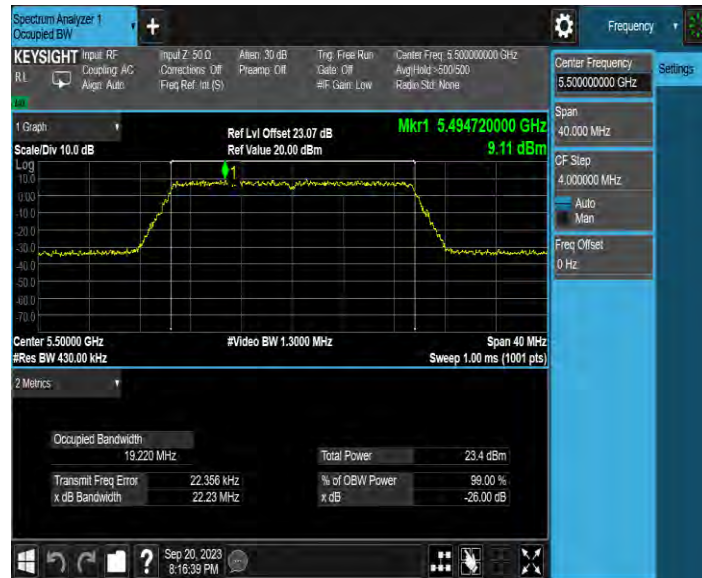 Spectrum Analyzer 1
Occupied BW
+
Frequency
KEYSIGHT Input: RF
Coupling: AC
Align: Auto
Input Z: 50 Ω
Corrections: Off
Freq Ref: Int (S)
Atten: 30 dB
Preamp: Off
Trig: Free Run
Gate: Off
#IF Gain: Low
Center Freq: 5.500000000 GHz
Avg|Hold:>500/500
Radio Std: None
RL
Center Frequency
5.500000000 GHz
Settings
Span
40.000 MHz
CF Step
4.000000 MHz
Auto
Man
Freq Offset
0 Hz
1 Graph
Scale/Div 10.0 dB
Ref Lvl Offset 23.07 dB
Ref Value 20.00 dBm
Mkr1 5.494720000 GHz
9.11 dBm
Log
10.0
0.00
-10.0
-20.0
-30.0
-40.0
-50.0
-60.0
-70.0
1
Center 5.50000 GHz
#Video BW 1.3000 MHz
Span 40 MHz
#Res BW 430.00 kHz
Sweep 1.00 ms (1001 pts)
2 Metrics
Occupied Bandwidth
19.220 MHz
Total Power 23.4 dBm
Transmit Freq Error 22.356 kHz
% of OBW Power 99.00 %
x dB Bandwidth 22.23 MHz
x dB -26.00 dB
?
Sep 20, 2023
8:16:39 PM